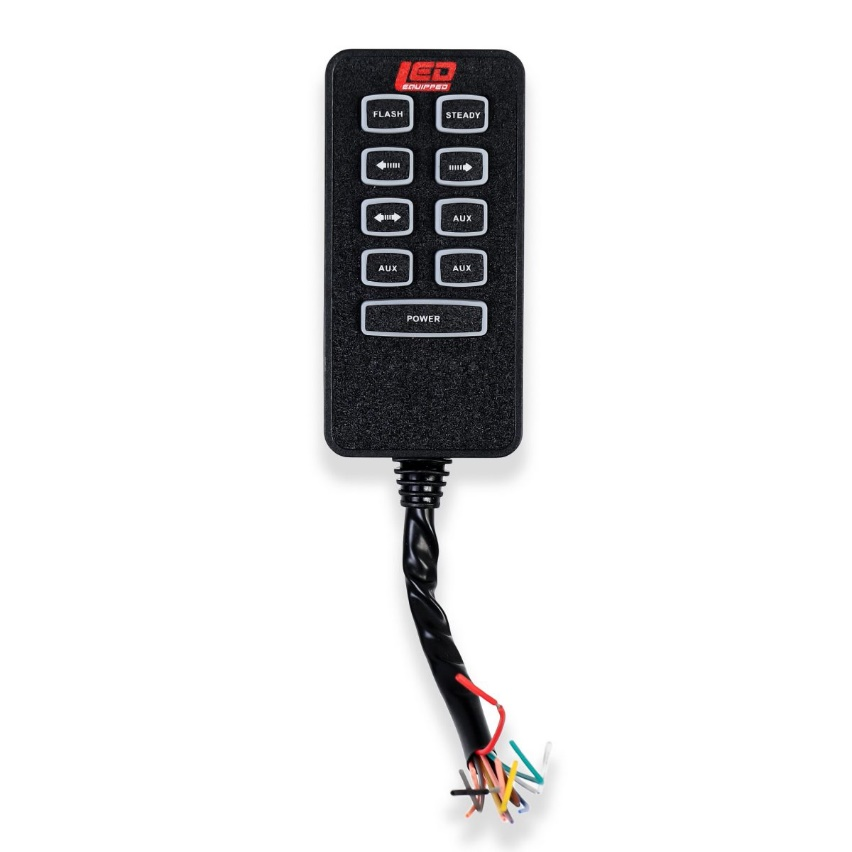 LED
EQUIPPED
FLASH STEADY
AUX
AUX AUX
POWER